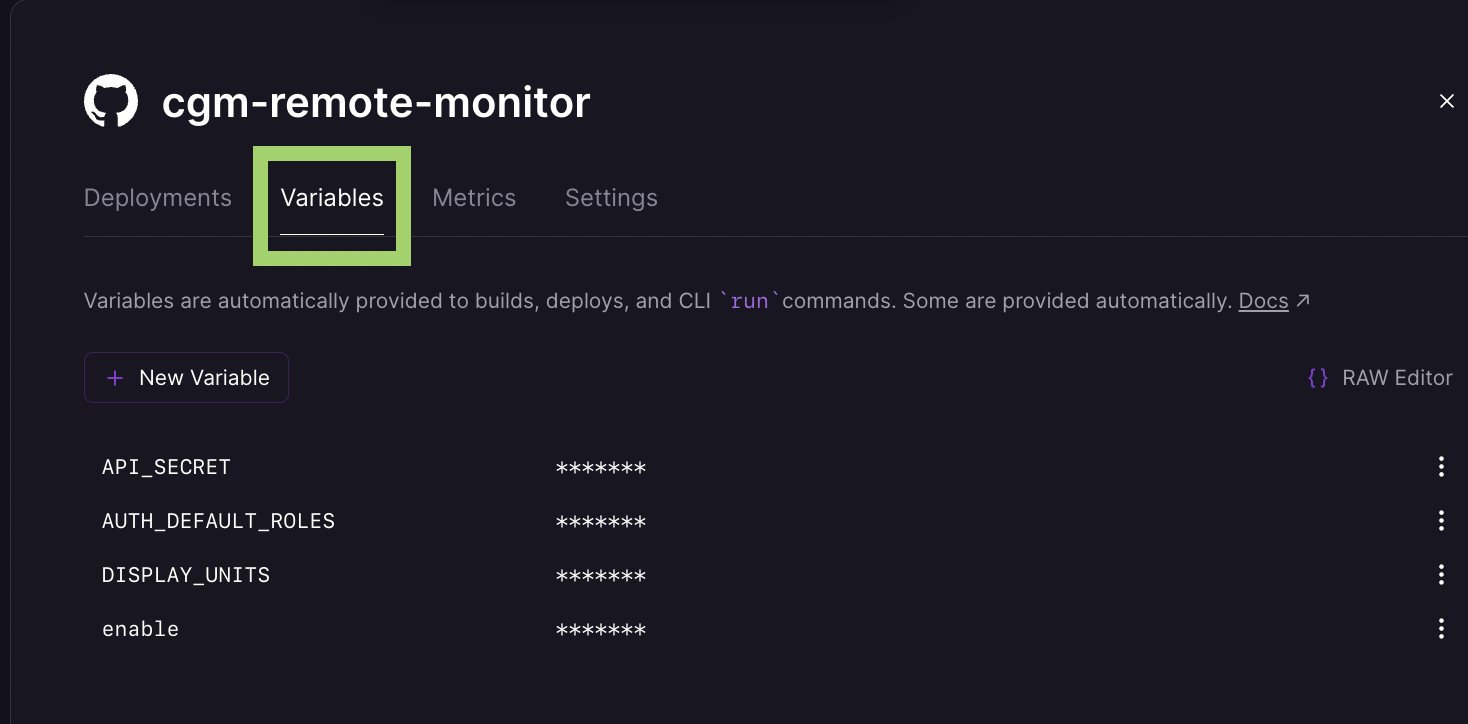 cgm-remote-monitor
Deployments Variables Metrics Settings
Variables are automatically provided to builds, deploys, and CLI `run`commands. Some are provided automatically. Docs ↗
+ New Variable {} RAW Editor
API_SECRET *******
AUTH_DEFAULT_ROLES *******
DISPLAY_UNITS *******
enable *******